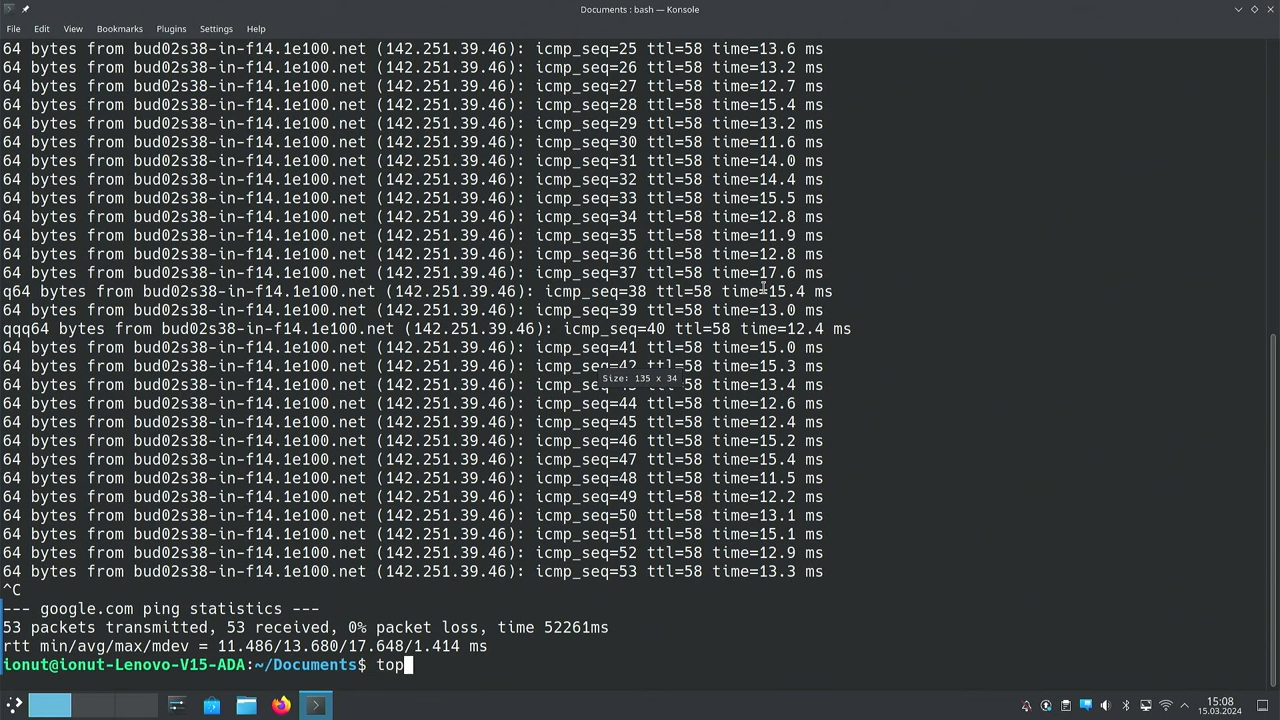 Documents : bash — Konsole
File Edit View Bookmarks Plugins Settings Help
64 bytes from bud02s38-in-f14.1e100.net (142.251.39.46): icmp_seq=25 ttl=58 time=13.6 ms
64 bytes from bud02s38-in-f14.1e100.net (142.251.39.46): icmp_seq=26 ttl=58 time=13.2 ms
64 bytes from bud02s38-in-f14.1e100.net (142.251.39.46): icmp_seq=27 ttl=58 time=12.7 ms
64 bytes from bud02s38-in-f14.1e100.net (142.251.39.46): icmp_seq=28 ttl=58 time=15.4 ms
64 bytes from bud02s38-in-f14.1e100.net (142.251.39.46): icmp_seq=29 ttl=58 time=13.2 ms
64 bytes from bud02s38-in-f14.1e100.net (142.251.39.46): icmp_seq=30 ttl=58 time=11.6 ms
64 bytes from bud02s38-in-f14.1e100.net (142.251.39.46): icmp_seq=31 ttl=58 time=14.0 ms
64 bytes from bud02s38-in-f14.1e100.net (142.251.39.46): icmp_seq=32 ttl=58 time=14.4 ms
64 bytes from bud02s38-in-f14.1e100.net (142.251.39.46): icmp_seq=33 ttl=58 time=15.5 ms
64 bytes from bud02s38-in-f14.1e100.net (142.251.39.46): icmp_seq=34 ttl=58 time=12.8 ms
64 bytes from bud02s38-in-f14.1e100.net (142.251.39.46): icmp_seq=35 ttl=58 time=11.9 ms
64 bytes from bud02s38-in-f14.1e100.net (142.251.39.46): icmp_seq=36 ttl=58 time=12.8 ms
64 bytes from bud02s38-in-f14.1e100.net (142.251.39.46): icmp_seq=37 ttl=58 time=17.6 ms
q64 bytes from bud02s38-in-f14.1e100.net (142.251.39.46): icmp_seq=38 ttl=58 time=15.4 ms
64 bytes from bud02s38-in-f14.1e100.net (142.251.39.46): icmp_seq=39 ttl=58 time=13.0 ms
qqq64 bytes from bud02s38-in-f14.1e100.net (142.251.39.46): icmp_seq=40 ttl=58 time=12.4 ms
64 bytes from bud02s38-in-f14.1e100.net (142.251.39.46): icmp_seq=41 ttl=58 time=15.0 ms
64 bytes from bud02s38-in-f14.1e100.net (142.251.39.46): icmp_seq=42 ttl=58 time=15.3 ms
Size: 135 x 34
64 bytes from bud02s38-in-f14.1e100.net (142.251.39.46): ttl=58 time=13.4 ms
64 bytes from bud02s38-in-f14.1e100.net (142.251.39.46): icmp_seq=44 ttl=58 time=12.6 ms
64 bytes from bud02s38-in-f14.1e100.net (142.251.39.46): icmp_seq=45 ttl=58 time=12.4 ms
64 bytes from bud02s38-in-f14.1e100.net (142.251.39.46): icmp_seq=46 ttl=58 time=15.2 ms
64 bytes from bud02s38-in-f14.1e100.net (142.251.39.46): icmp_seq=47 ttl=58 time=15.4 ms
64 bytes from bud02s38-in-f14.1e100.net (142.251.39.46): icmp_seq=48 ttl=58 time=11.5 ms
64 bytes from bud02s38-in-f14.1e100.net (142.251.39.46): icmp_seq=49 ttl=58 time=12.2 ms
64 bytes from bud02s38-in-f14.1e100.net (142.251.39.46): icmp_seq=50 ttl=58 time=13.1 ms
64 bytes from bud02s38-in-f14.1e100.net (142.251.39.46): icmp_seq=51 ttl=58 time=15.1 ms
64 bytes from bud02s38-in-f14.1e100.net (142.251.39.46): icmp_seq=52 ttl=58 time=12.9 ms
64 bytes from bud02s38-in-f14.1e100.net (142.251.39.46): icmp_seq=53 ttl=58 time=13.3 ms
^C
--- google.com ping statistics ---
53 packets transmitted, 53 received, 0% packet loss, time 52261ms
rtt min/avg/max/mdev = 11.486/13.680/17.648/1.414 ms
ionut@ionut-Lenovo-V15-ADA:~/Documents$ top
15:08
15.03.2024